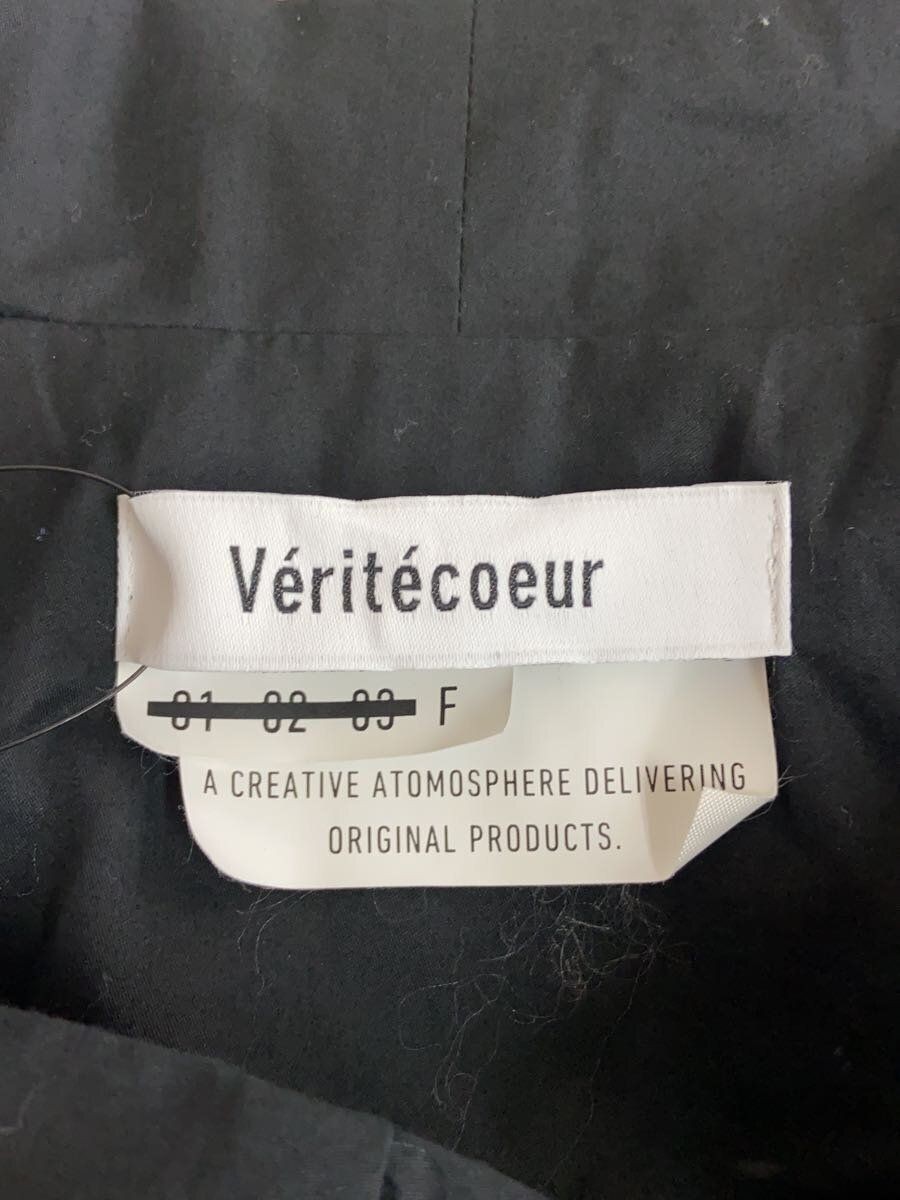 Véritécoeur
01 02 03 F
A CREATIVE ATOMOSPHERE DELIVERING
ORIGINAL PRODUCTS.